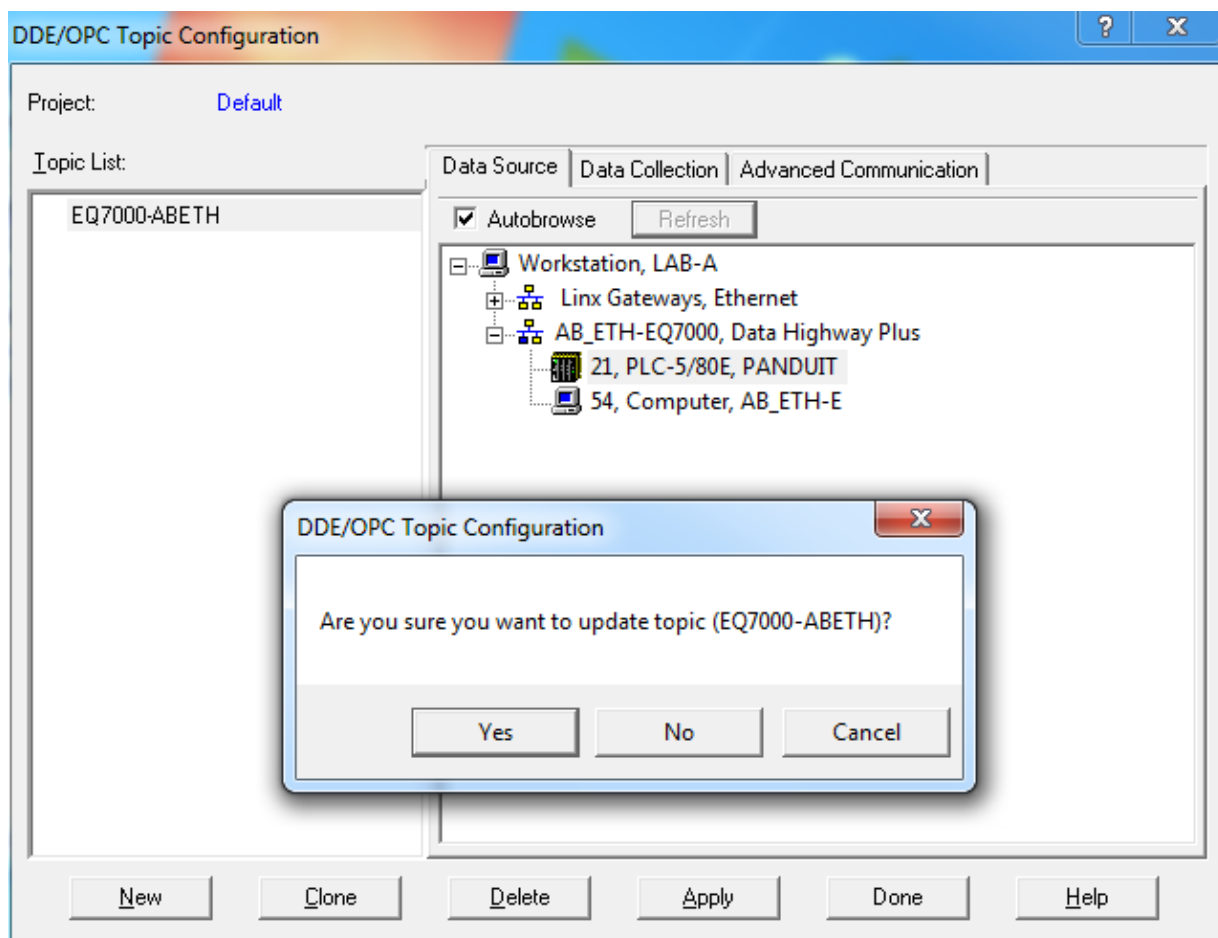 DDE/OPC Topic Configuration
Project: Default
Topic List:
EQ7000-ABETH
Data Source Data Collection Advanced Communication
Autobrowse Refresh
Workstation, LAB-A
Linx Gateways, Ethernet
AB_ETH-EQ7000, Data Highway Plus
21, PLC-5/80E, PANDUIT
54, Computer, AB_ETH-E
DDE/OPC Topic Configuration
Are you sure you want to update topic (EQ7000-ABETH)?
Yes No Cancel
New Clone Delete Apply Done Help